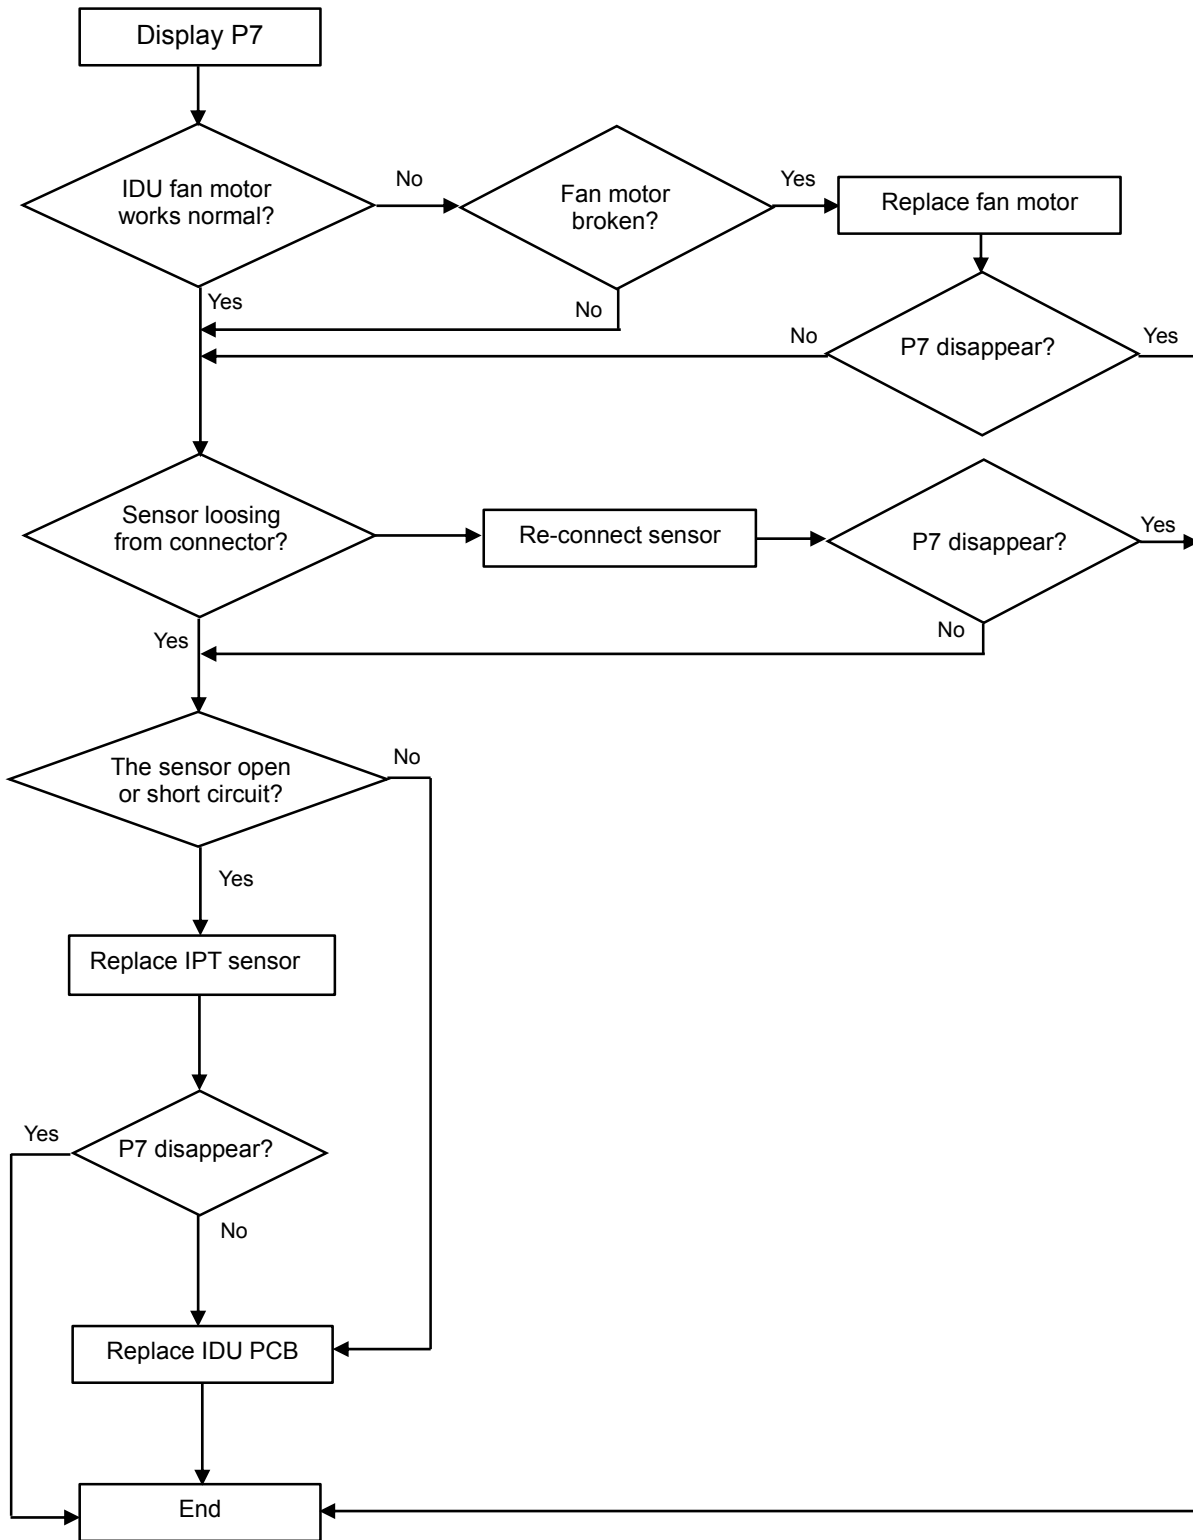 Display P7
IDU fan motor
works normal?
No
Fan motor
broken?
Yes
Replace fan motor
Yes
No
No
P7 disappear?
Yes
Sensor loosing
from connector?
Re-connect sensor
P7 disappear?
Yes
Yes
No
The sensor open
or short circuit?
No
Yes
Replace IPT sensor
Yes
P7 disappear?
No
Replace IDU PCB
End